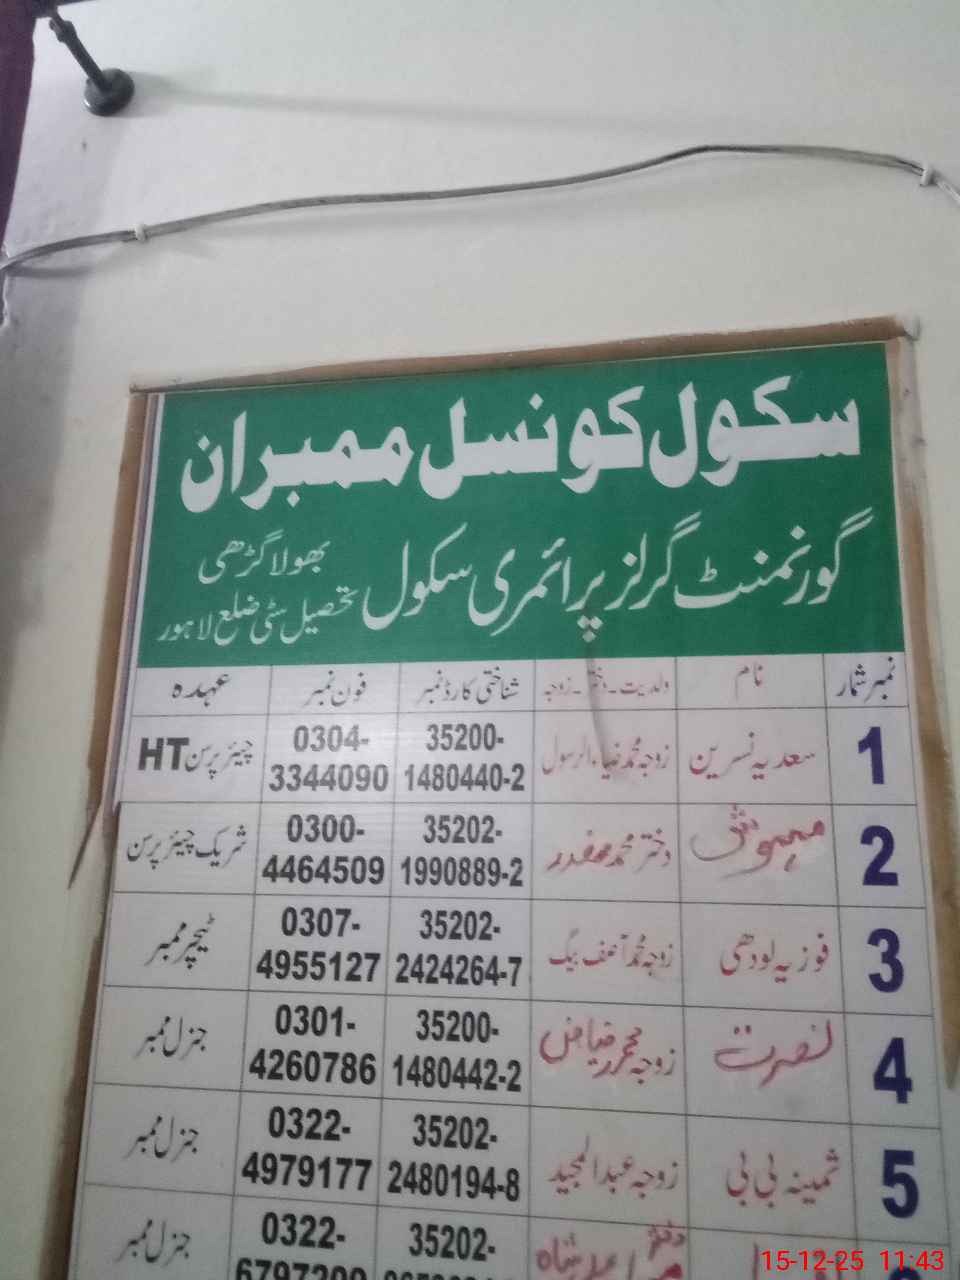 سکول کونسل ممبران
گورنمنٹ گرلز پرائمری سکول بھولا گڑھی
تحصیل سٹی ضلع لاہور
نمبر شمار نام ولدیت۔دختر۔زوجہ شناختی کارڈ نمبر فون نمبر عہدہ
1 سعدیہ نسرین زوجہ محمد ضیاء الرسول 35200-1480440-2 0304-3344090 چیئر پرسن HT
2 مہوش دختر محمد صفدر 35202-1990889-2 0300-4464509 شریک چیئر پرسن
3 فوزیہ لودھی زوجہ محمد آصف بیگ 35202-2424264-7 0307-4955127 ٹیچر ممبر
4 نصرت زوجہ محمد ریاض 35200-1480442-2 0301-4260786 جنرل ممبر
5 ثمینہ بی بی زوجہ عبدالمجید 35202-2480194-8 0322-4979177 جنرل ممبر
35202- 0322- جنرل ممبر
15-12-25 11:43